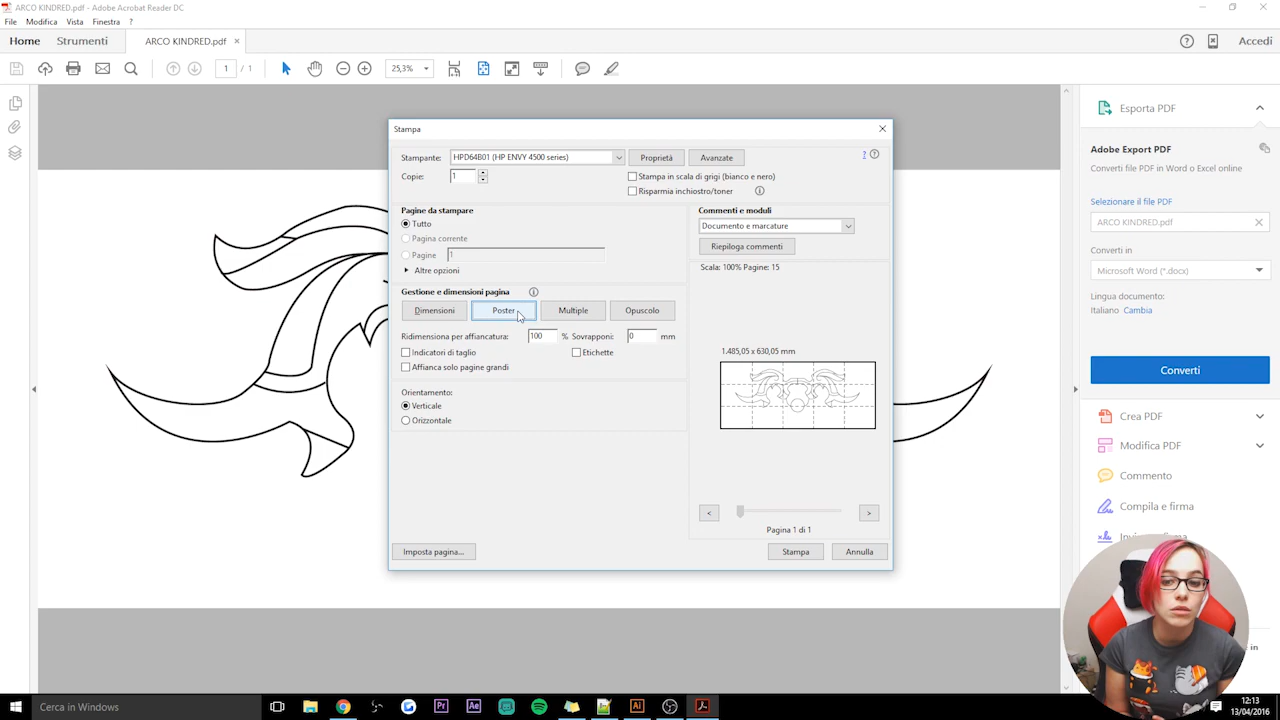 ARCO KINDRED.pdf - Adobe Acrobat Reader DC
File Modifica Vista Finestra ?
Home Strumenti ARCO KINDRED.pdf × Accedi
1 / 1 25,3%
Stampa
Stampante: HPD64B01 (HP ENVY 4500 series) Proprietà Avanzate ?
Copie: 1 Stampa in scala di grigi (bianco e nero)
Risparmia inchiostro/toner
Pagine da stampare
Tutto
Pagina corrente
Pagine 1
Altre opzioni
Commenti e moduli
Documento e marcature
Riepiloga commenti
Scala: 100% Pagine: 15
Gestione e dimensioni pagina
Dimensioni Poster Multiple Opuscolo
Ridimensiona per affiancatura: 100 % Sovrapponi: 0 mm
Indicatori di taglio Etichette
Affianca solo pagine grandi
Orientamento:
Verticale
Orizzontale
1.485,05 x 630,05 mm
< >
Pagina 1 di 1
Imposta pagina... Stampa Annulla
Esporta PDF
Adobe Export PDF
Converti file PDF in Word o Excel online
Selezionare il file PDF
ARCO KINDRED.pdf
Converti in
Microsoft Word (*.docx)
Lingua documento:
Italiano Cambia
Converti
Crea PDF
Modifica PDF
Commento
Compila e firma
Cerca in Windows
Pr Ae Ai
12:13
13/04/2016